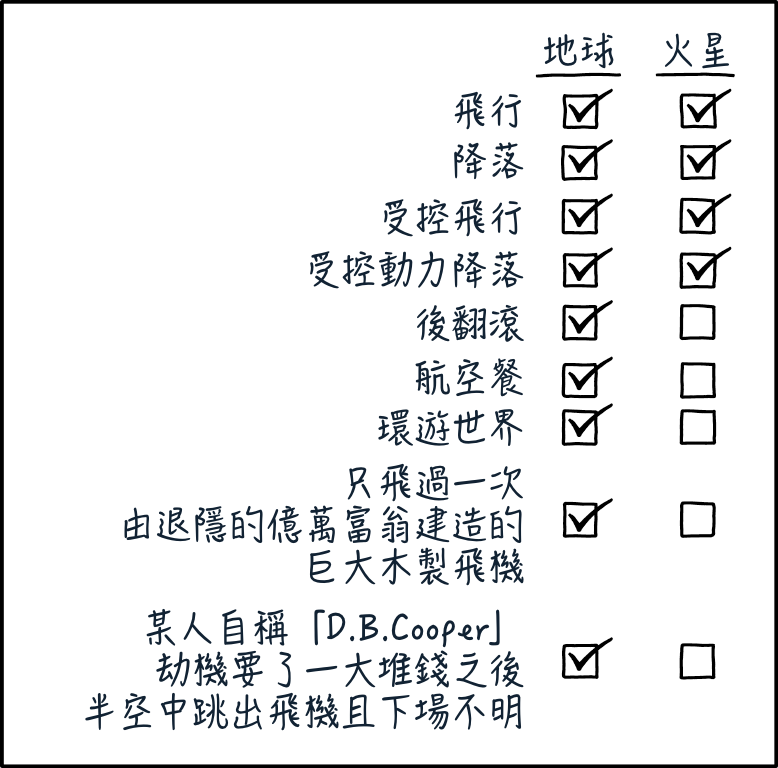 地球 火星
飛行
降落
受控飛行
受控動力降落
後翻滾
航空餐
環遊世界
只飛過一次
由退隱的億萬富翁建造的
巨大木製飛機
某人自稱「D.B.Cooper」
劫機要了一大堆錢之後
半空中跳出飛機且下場不明